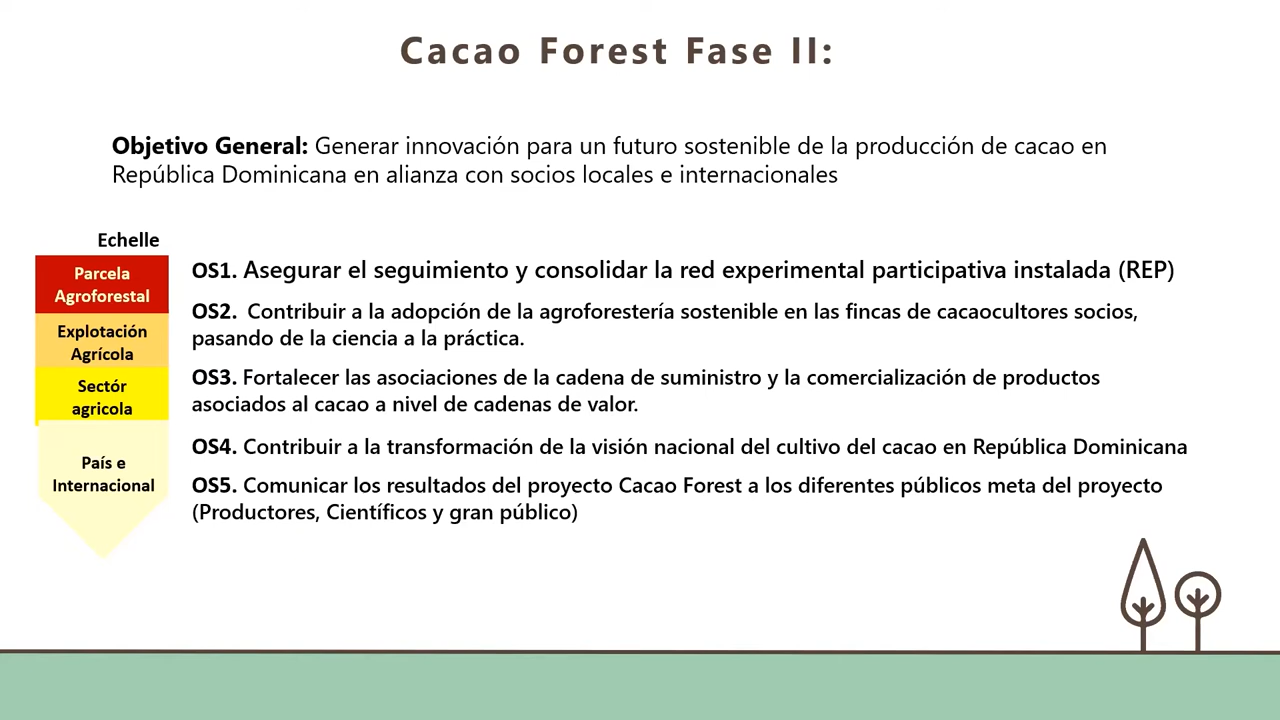 Cacao Forest Fase II:
Objetivo General: Generar innovación para un futuro sostenible de la producción de cacao en
República Dominicana en alianza con socios locales e internacionales
Echelle
Parcela
Agroforestal
OS1. Asegurar el seguimiento y consolidar la red experimental participativa instalada (REP)
Explotación
Agrícola
OS2. Contribuir a la adopción de la agroforestería sostenible en las fincas de cacaocultores socios,
pasando de la ciencia a la práctica.
Sectór
agricola
OS3. Fortalecer las asociaciones de la cadena de suministro y la comercialización de productos
asociados al cacao a nivel de cadenas de valor.
País e
Internacional
OS4. Contribuir a la transformación de la visión nacional del cultivo del cacao en República Dominicana
OS5. Comunicar los resultados del proyecto Cacao Forest a los diferentes públicos meta del proyecto
(Productores, Científicos y gran público)